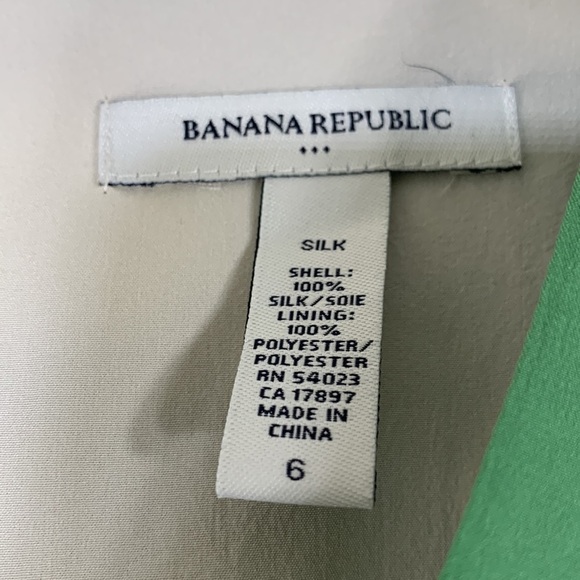 BANANA REPUBLIC
SILK
SHELL:
100%
SILK/SOIE
LINING:
100%
POLYESTER/
POLYESTER
RN 54023
CA 17897
MADE IN
CHINA
6